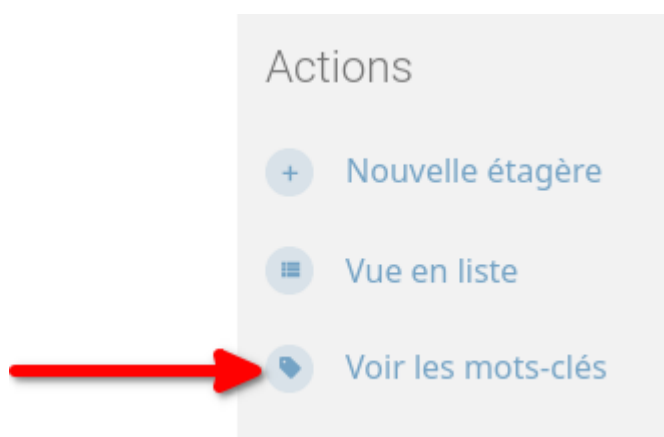 Actions
Nouvelle étagère
Vue en liste
Voir les mots-clés